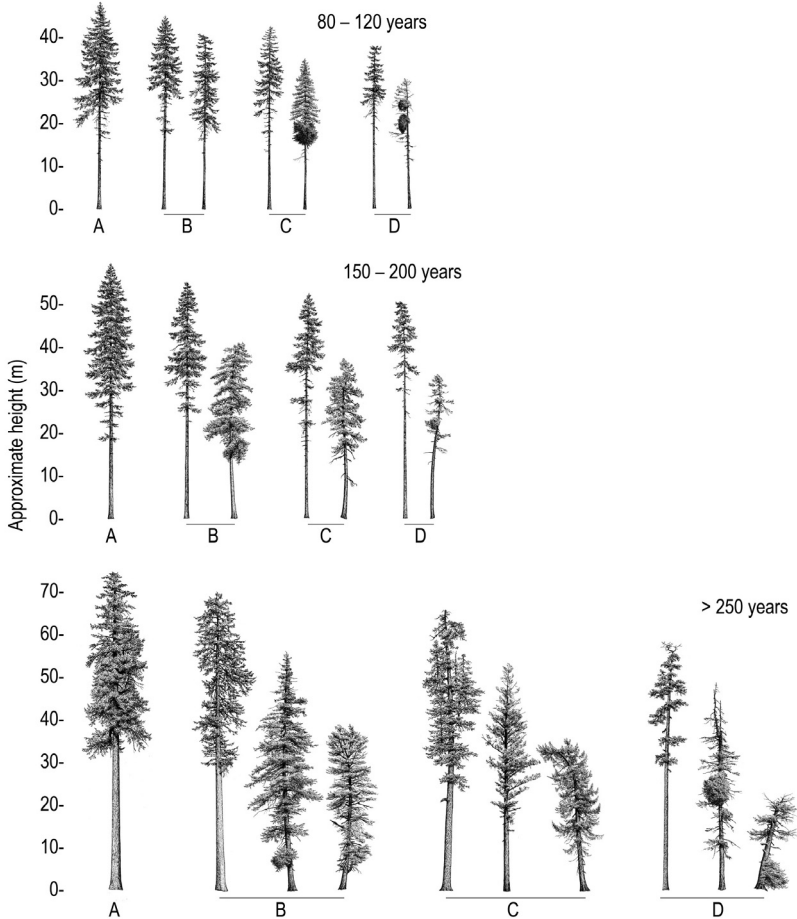 80 – 120 years
40-
30-
20-
10-
0-
A B C D
150 – 200 years
50-
40-
30-
20-
10-
0-
A B C D
Approximate height (m)
> 250 years
70-
60-
50-
40-
30-
20-
10-
0-
A B C D